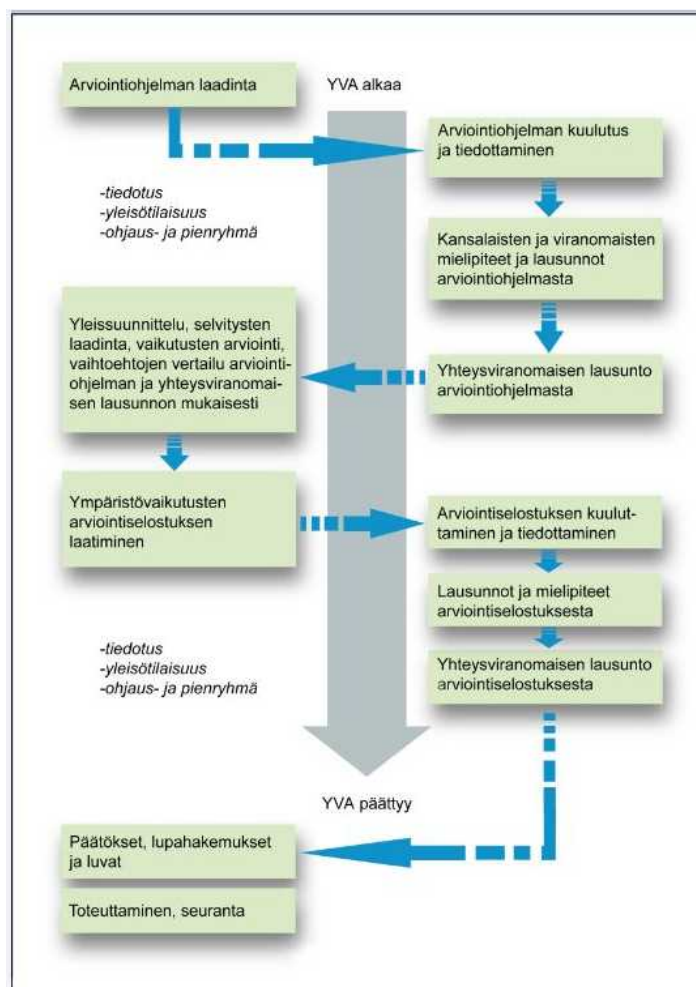 Arviointiohjelman laadinta
YVA alkaa
Arviointiohjelman kuulutus
ja tiedottaminen
-tiedotus
-yleisötilaisuus
-ohjaus- ja pienryhmä
Kansalaisten ja viranomaisten
mielipiteet ja lausunnot
arviointiohjelmasta
Yhteysviranomaisen lausunto
arviointiohjelmasta
Yleissuunnittelu, selvitysten
laadinta, vaikutusten arviointi,
vaihtoehtojen vertailu arviointi-
ohjelman ja yhteysviranomai-
sen lausunnon mukaisesti
Ympäristövaikutusten
arviointiselostuksen
laatiminen
Arviointiselostuksen kuulut-
taminen ja tiedottaminen
Lausunnot ja mielipiteet
arviointiselostuksesta
Yhteysviranomaisen lausunto
arviointiselostuksesta
-tiedotus
-yleisötilaisuus
-ohjaus- ja pienryhmä
YVA päättyy
Päätökset, lupahakemukset
ja luvat
Toteuttaminen, seuranta